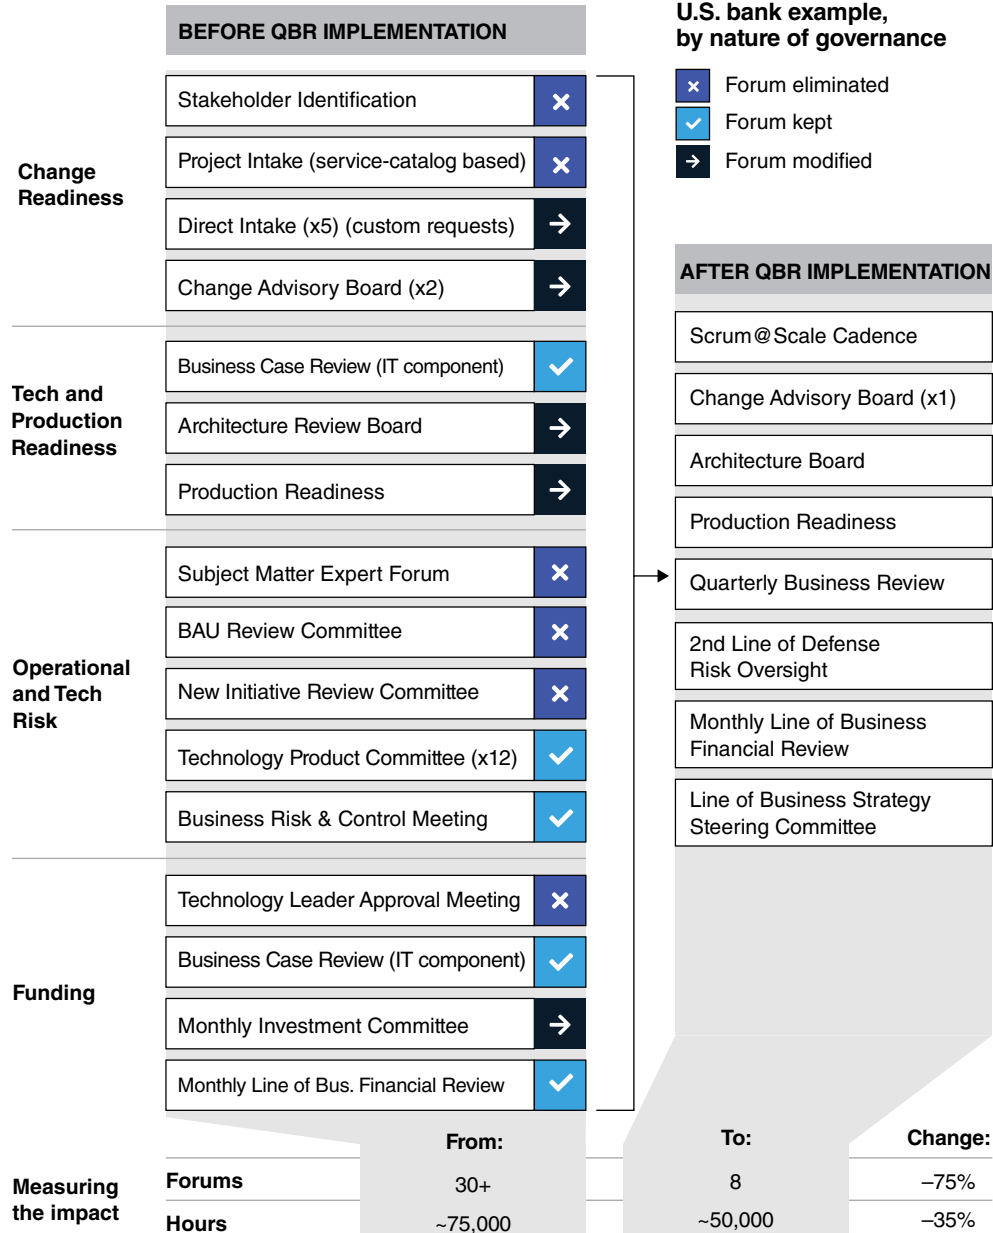 BEFORE QBR IMPLEMENTATION
U.S. bank example,
by nature of governance
Forum eliminated
Forum kept
Forum modified
Change
Readiness
Stakeholder Identification
Project Intake (service-catalog based)
Direct Intake (x5) (custom requests)
Change Advisory Board (x2)
Tech and
Production
Readiness
Business Case Review (IT component)
Architecture Review Board
Production Readiness
Operational
and Tech
Risk
Subject Matter Expert Forum
BAU Review Committee
New Initiative Review Committee
Technology Product Committee (x12)
Business Risk & Control Meeting
Funding
Technology Leader Approval Meeting
Business Case Review (IT component)
Monthly Investment Committee
Monthly Line of Bus. Financial Review
AFTER QBR IMPLEMENTATION
Scrum@Scale Cadence
Change Advisory Board (x1)
Architecture Board
Production Readiness
Quarterly Business Review
2nd Line of Defense
Risk Oversight
Monthly Line of Business
Financial Review
Line of Business Strategy
Steering Committee
Measuring
the impact
From: To: Change:
Forums 30+ 8 –75%
Hours ~75,000 ~50,000 –35%